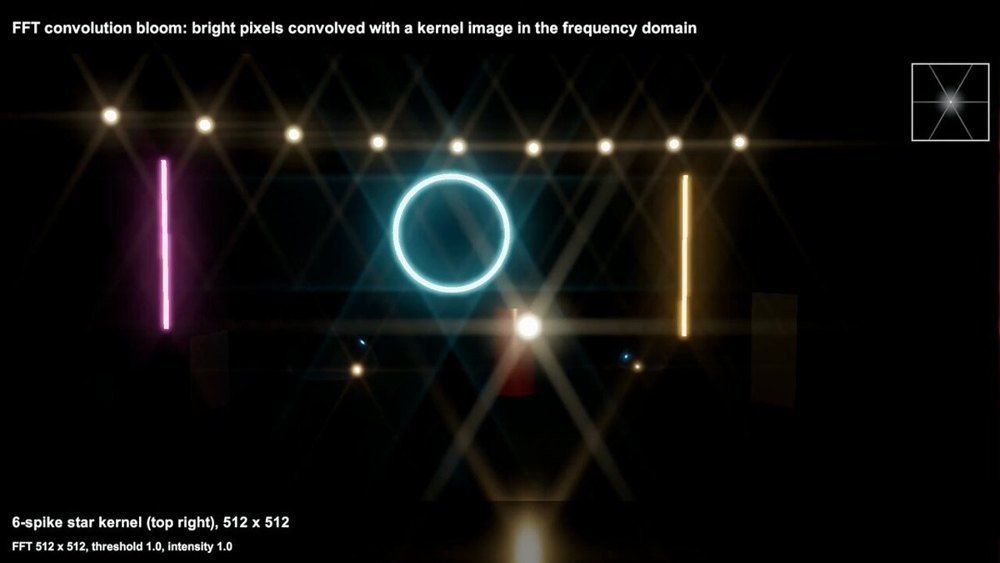 FFT convolution bloom: bright pixels convolved with a kernel image in the frequency domain
6-spike star kernel (top right), 512 x 512
FFT 512 x 512, threshold 1.0, intensity 1.0